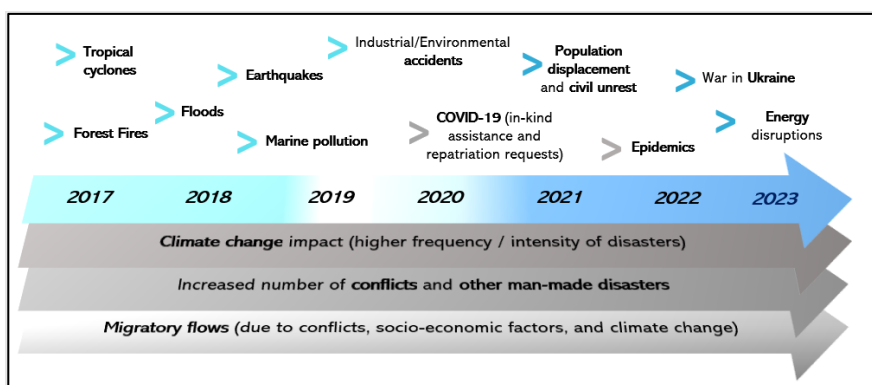 Tropical
cyclones
Forest Fires
Floods
Earthquakes
Marine pollution
Industrial/Environmental
accidents
COVID-19 (in-kind
assistance and
repatriation requests)
Population
displacement
and civil unrest
Epidemics
War in Ukraine
Energy
disruptions
2017 2018 2019 2020 2021 2022 2023
Climate change impact (higher frequency / intensity of disasters)
Increased number of conflicts and other man-made disasters
Migratory flows (due to conflicts, socio-economic factors, and climate change)